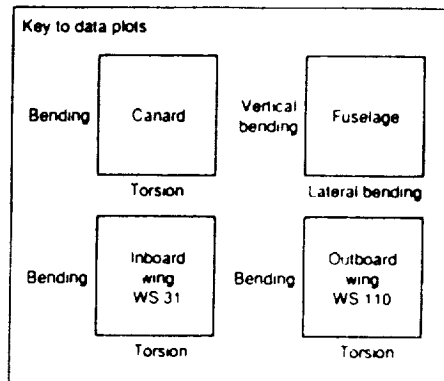 Key to data plots
Bending
Canard
Torsion
Vertical
bending
Fuselage
Lateral bending
Bending
Inboard
wing
WS 31
Torsion
Bending
Outboard
wing
WS 110
Torsion